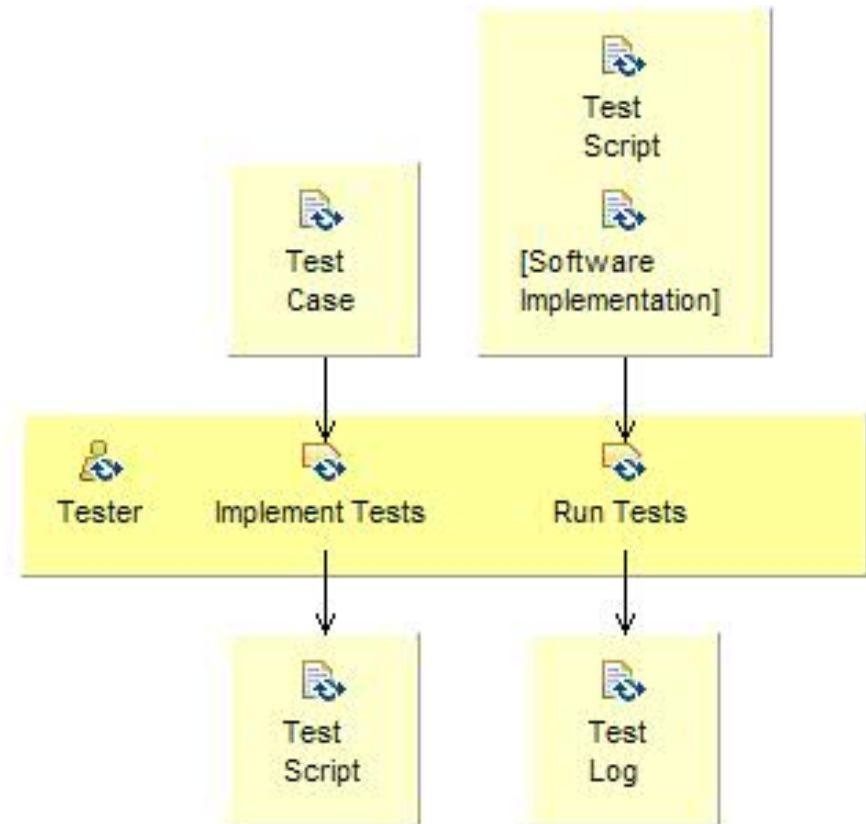 Test
Script
[Software
Implementation]
Test
Case
Tester
Implement Tests
Run Tests
Test
Script
Test
Log